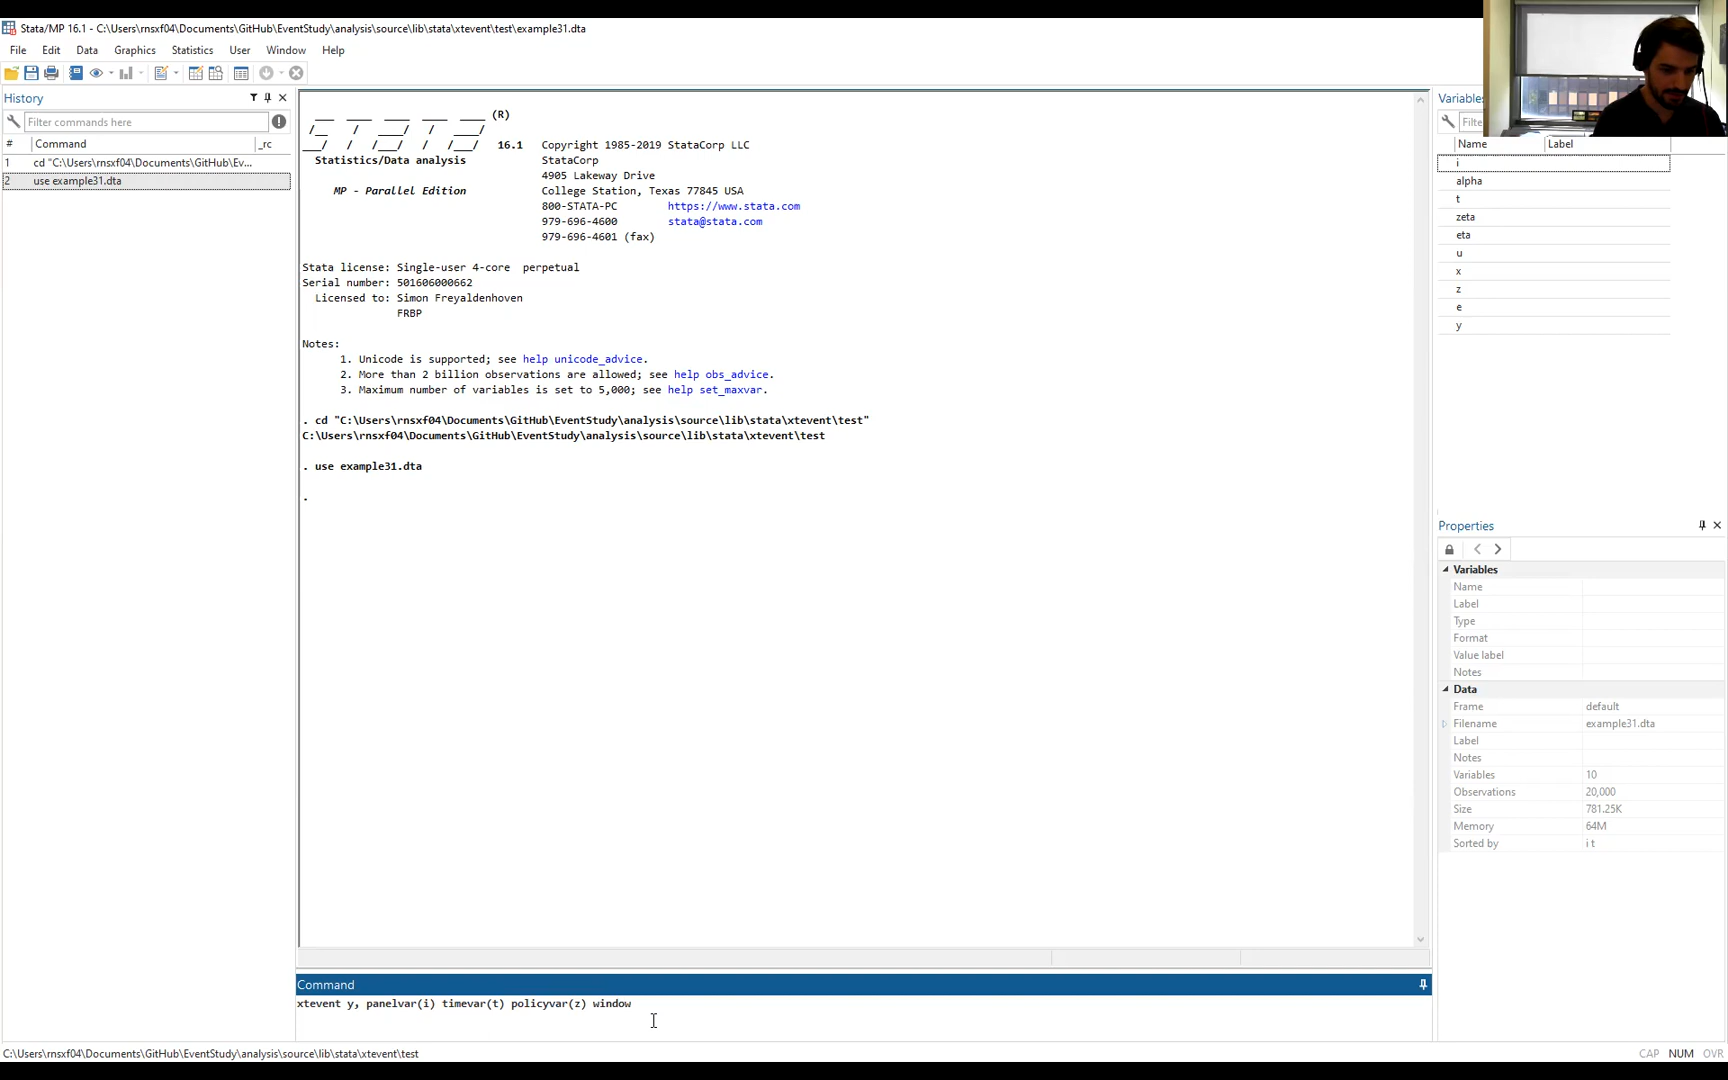 Stata/MP 16.1 - C:\Users\rnsxf04\Documents\GitHub\EventStudy\analysis\source\lib\stata\xtevent\test\example31.dta
File Edit Data Graphics Statistics User Window Help
History
Filter commands here
# Command _rc
1 cd "C:\Users\rnsxf04\Documents\GitHub\Ev...
2 use example31.dta
(R)
16.1 Copyright 1985-2019 StataCorp LLC
Statistics/Data analysis StataCorp
4905 Lakeway Drive
MP - Parallel Edition College Station, Texas 77845 USA
800-STATA-PC https://www.stata.com
979-696-4600 stata@stata.com
979-696-4601 (fax)
Stata license: Single-user 4-core perpetual
Serial number: 501606000662
Licensed to: Simon Freyaldenhoven
FRBP
Notes:
1. Unicode is supported; see help unicode_advice.
2. More than 2 billion observations are allowed; see help obs_advice.
3. Maximum number of variables is set to 5,000; see help set_maxvar.
. cd "C:\Users\rnsxf04\Documents\GitHub\EventStudy\analysis\source\lib\stata\xtevent\test"
C:\Users\rnsxf04\Documents\GitHub\EventStudy\analysis\source\lib\stata\xtevent\test
. use example31.dta
.
Command
xtevent y, panelvar(i) timevar(t) policyvar(z) window
Variables
Filte
Name Label
i
alpha
t
zeta
eta
u
x
z
e
y
Properties
Variables
Name
Label
Type
Format
Value label
Notes
Data
Frame default
Filename example31.dta
Label
Notes
Variables 10
Observations 20,000
Size 781.25K
Memory 64M
Sorted by i t
C:\Users\rnsxf04\Documents\GitHub\EventStudy\analysis\source\lib\stata\xtevent\test
CAP NUM OVR